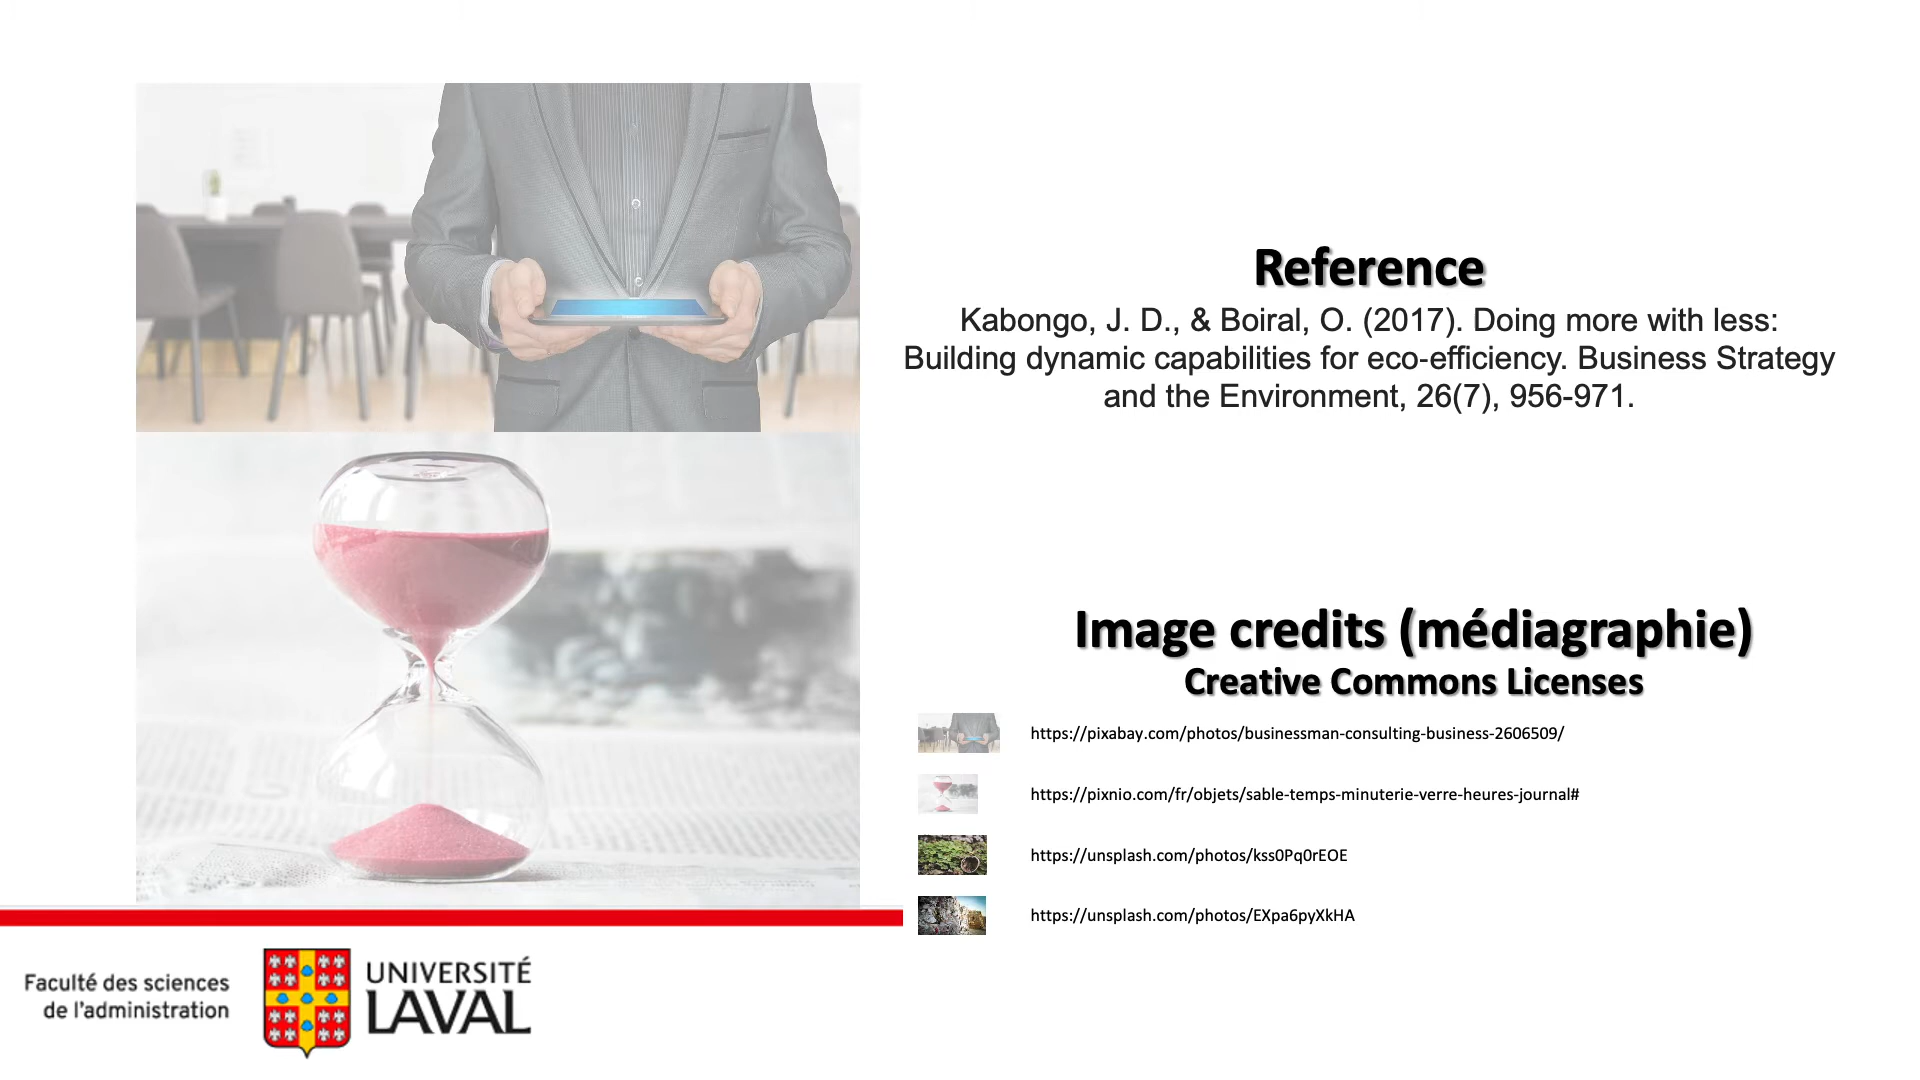 Reference
Kabongo, J. D., & Boiral, O. (2017). Doing more with less:
Building dynamic capabilities for eco-efficiency. Business Strategy
and the Environment, 26(7), 956-971.
Image credits (médiagraphie)
Creative Commons Licenses
https://pixabay.com/photos/businessman-consulting-business-2606509/
https://pixnio.com/fr/objets/sable-temps-minuterie-verre-heures-journal#
https://unsplash.com/photos/kss0Pq0rEOE
https://unsplash.com/photos/EXpa6pyXkHA
Faculté des sciences
de l'administration
UNIVERSITÉ
LAVAL